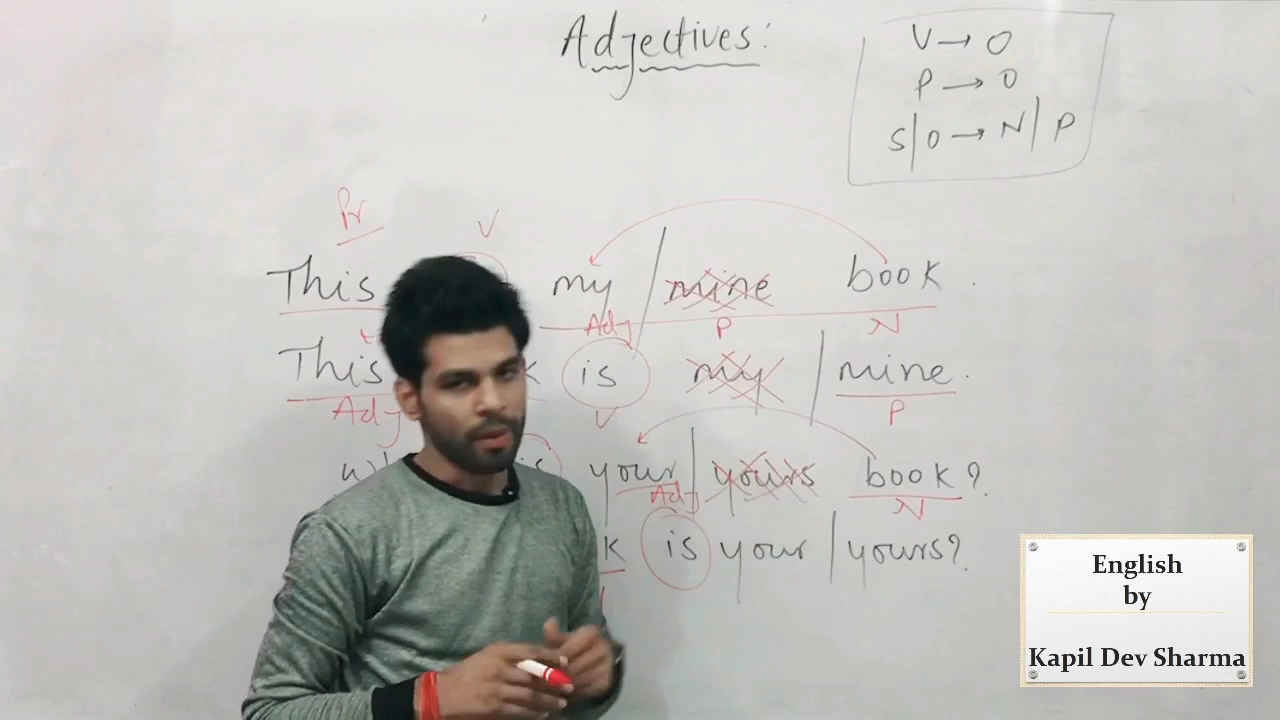 Adjectives:
V → O
P → O
S|O → N|P
Pr
V
This my / mine book.
Adj P N
This is my / mine.
Adj V P
is your / yours book?
Adj N
is your / yours?
English
by
Kapil Dev Sharma